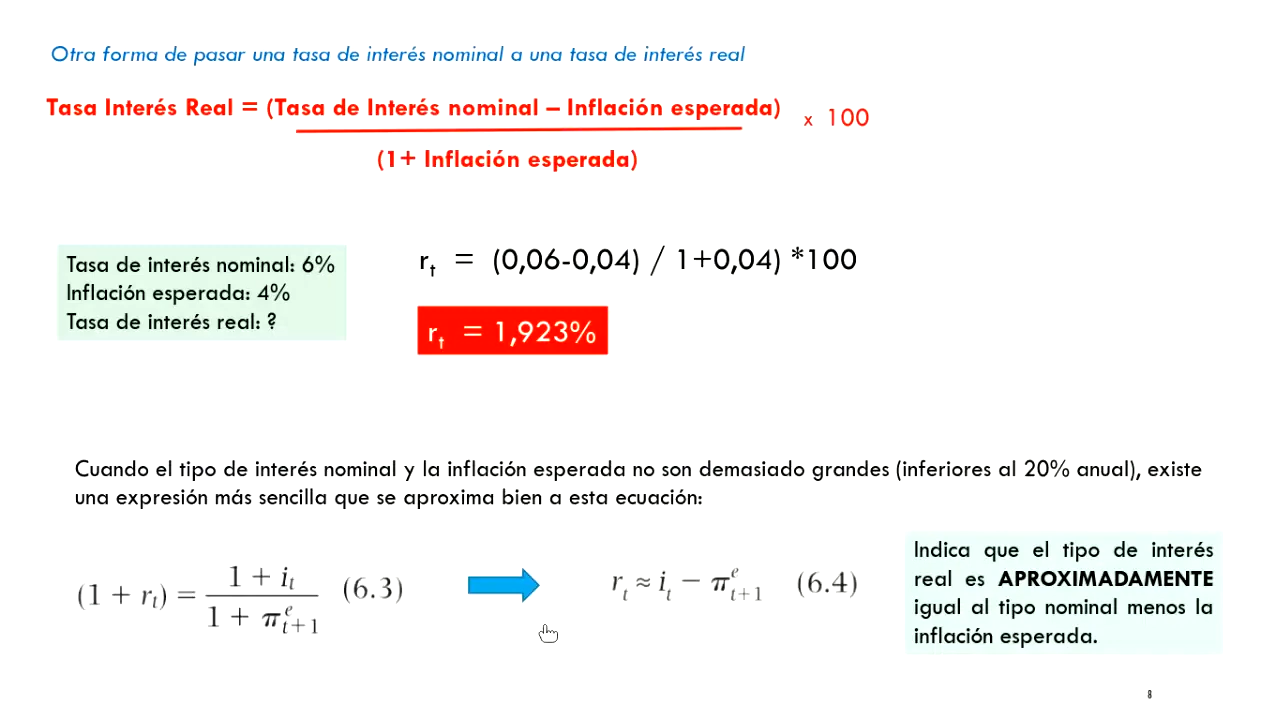 Otra forma de pasar una tasa de interés nominal a una tasa de interés real
Tasa Interés Real = (Tasa de Interés nominal – Inflación esperada) x 100
(1+ Inflación esperada)
Tasa de interés nominal: 6%
Inflación esperada: 4%
Tasa de interés real: ?
rt = (0,06-0,04) / 1+0,04) *100
rt = 1,923%
Cuando el tipo de interés nominal y la inflación esperada no son demasiado grandes (inferiores al 20% anual), existe
una expresión más sencilla que se aproxima bien a esta ecuación:
(1 + rt) = 1 + it / 1 + πᵉt+1 (6.3)
rt ≈ it − πᵉt+1 (6.4)
Indica que el tipo de interés
real es APROXIMADAMENTE
igual al tipo nominal menos la
inflación esperada.
8